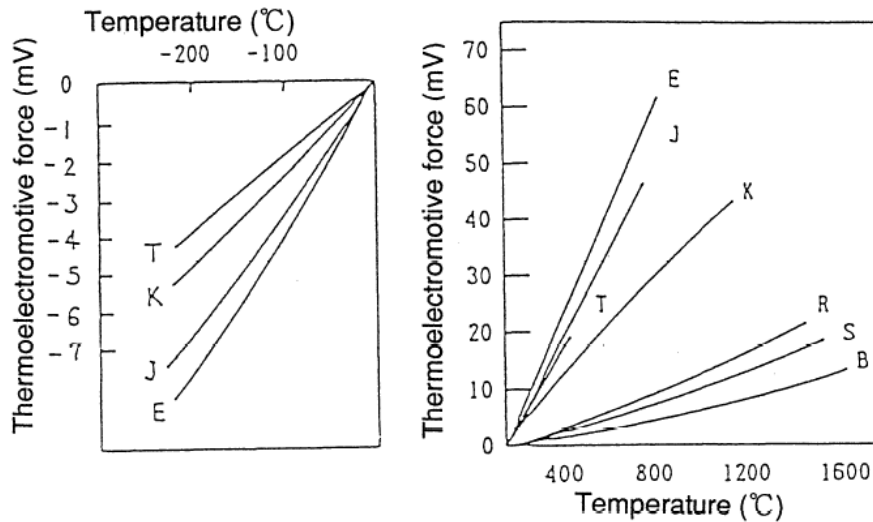 Temperature (℃)
-200 -100
Thermoelectromotive force (mV)
0
-1
-2
-3
-4
-5
-6
-7
T
K
J
E
Thermoelectromotive force (mV)
70
60
50
40
30
20
10
0
E
J
K
T
R
S
B
400 800 1200 1600
Temperature (℃)